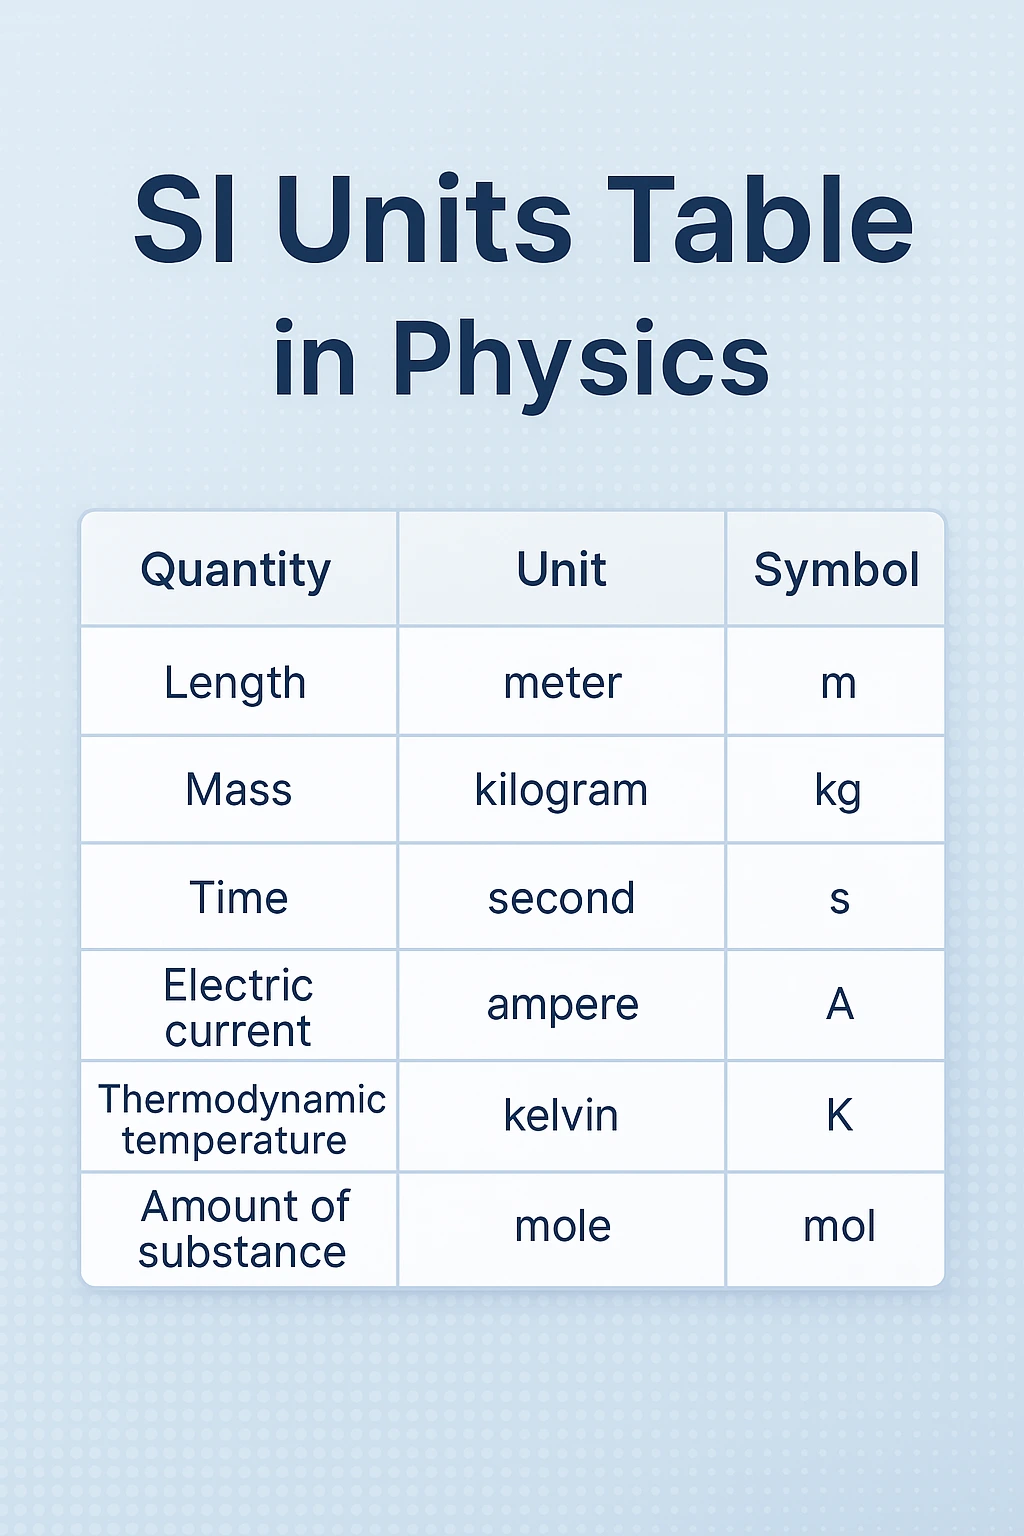 SI Units Table
in Physics
Quantity Unit Symbol
Length meter m
Mass kilogram kg
Time second s
Electric
current ampere A
Thermodynamic
temperature kelvin K
Amount of
substance mole mol